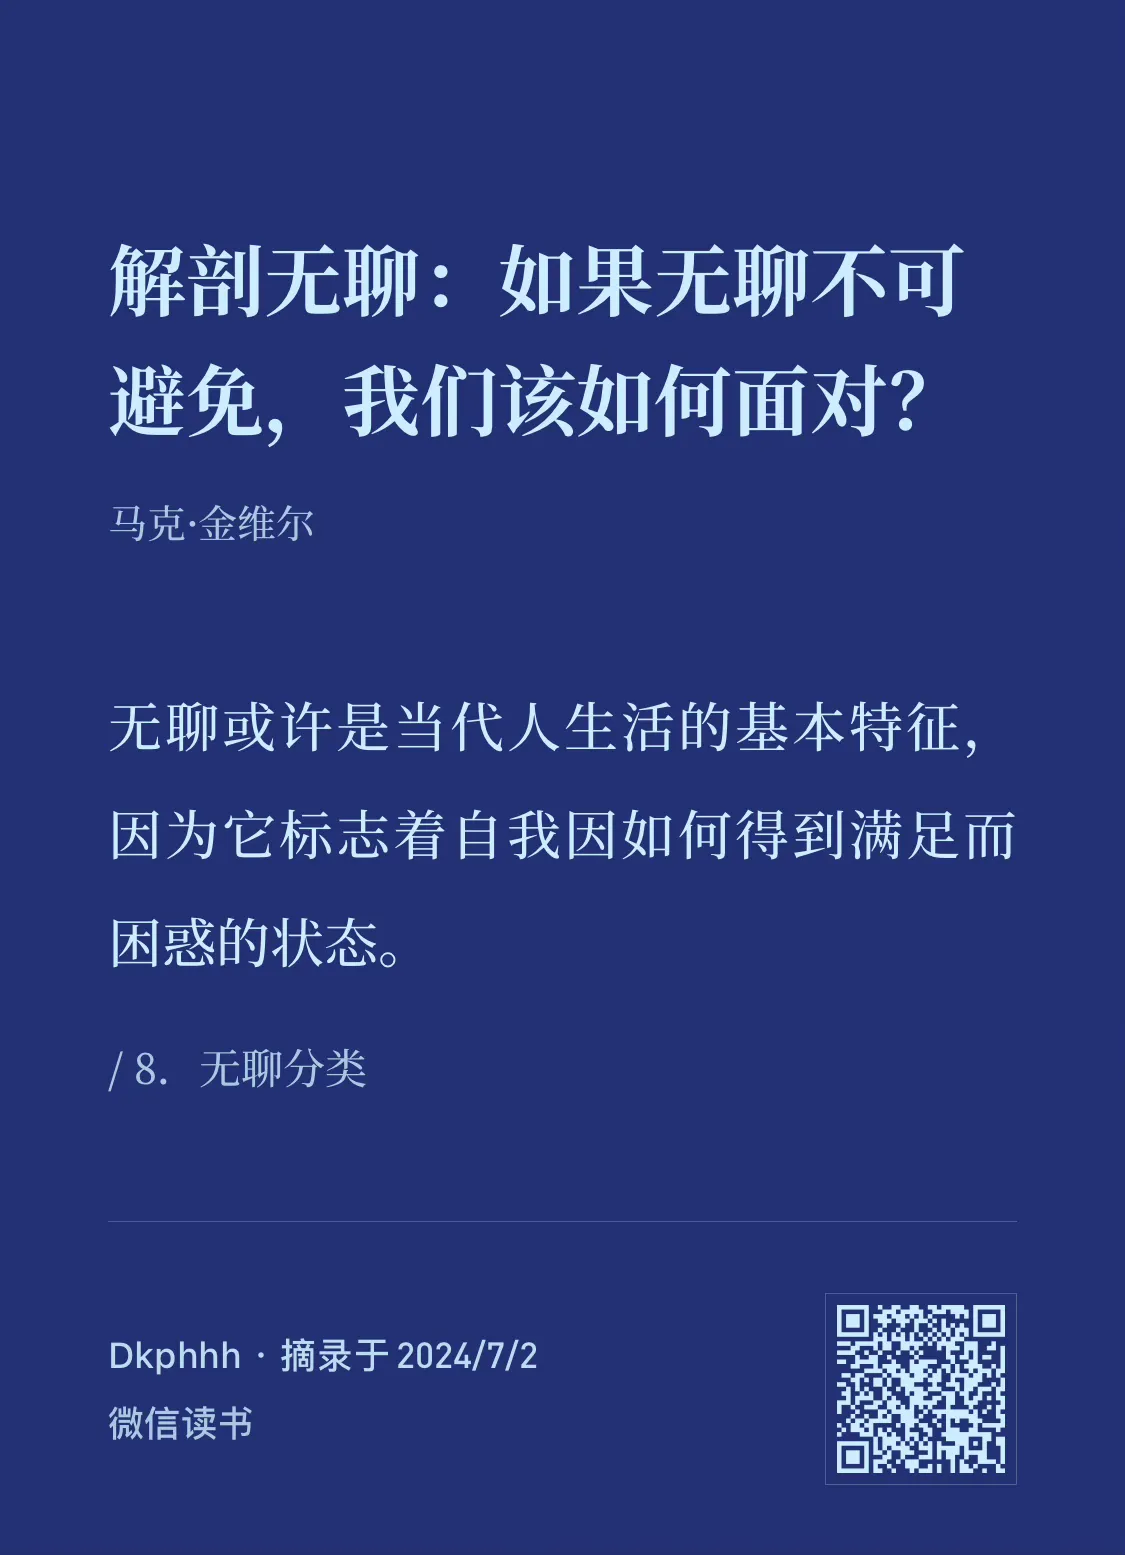 解剖无聊：如果无聊不可
避免，我们该如何面对？
马克·金维尔
无聊或许是当代人生活的基本特征，
因为它标志着自我因如何得到满足而
困惑的状态。
/ 8． 无聊分类
Dkphhh · 摘录于 2024/7/2
微信读书